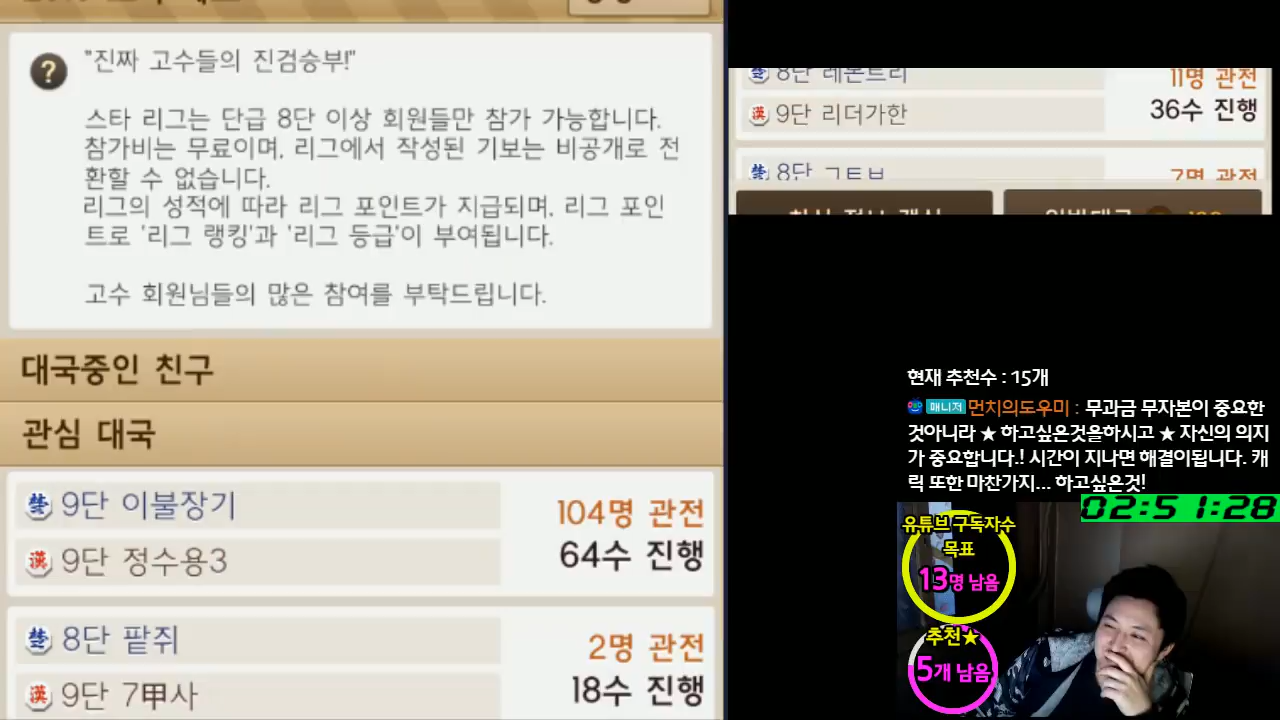 "진짜 고수들의 진검승부!"
스타 리그는 단급 8단 이상 회원들만 참가 가능합니다.
참가비는 무료이며, 리그에서 작성된 기보는 비공개로 전
환할 수 없습니다.
리그의 성적에 따라 리그 포인트가 지급되며, 리그 포인
트로 '리그 랭킹'과 '리그 등급'이 부여됩니다.
고수 회원님들의 많은 참여를 부탁드립니다.
대국중인 친구
관심 대국
楚 9단 이불장기
104명 관전
漢 9단 정수용3
64수 진행
楚 8단 팥쥐
2명 관전
漢 9단 7甲사
18수 진행
楚 8단 레몬트리
11명 관전
漢 9단 리더가한
36수 진행
楚 8단
7명 관전
현재 추천수 : 15개
매니저 먼치의도우미 : 무과금 무자본이 중요한
것아니라 ★ 하고싶은것을하시고 ★ 자신의 의지
가 중요합니다.! 시간이 지나면 해결이됩니다. 캐
릭 또한 마찬가지... 하고싶은것!
02:51:28
유튜브 구독자수
목표
13명 남음
추천★
5개 남음